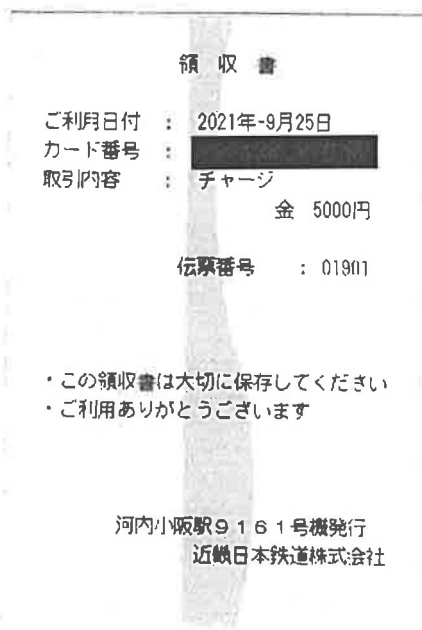 領収書
ご利用日付 : 2021年-9月25日
カード番号 :
取引内容 : チャージ
金 5000円
伝票番号 : 01901
・この領収書は大切に保存してください
・ご利用ありがとうございます
河内小阪駅9161号機発行
近畿日本鉄道株式会社